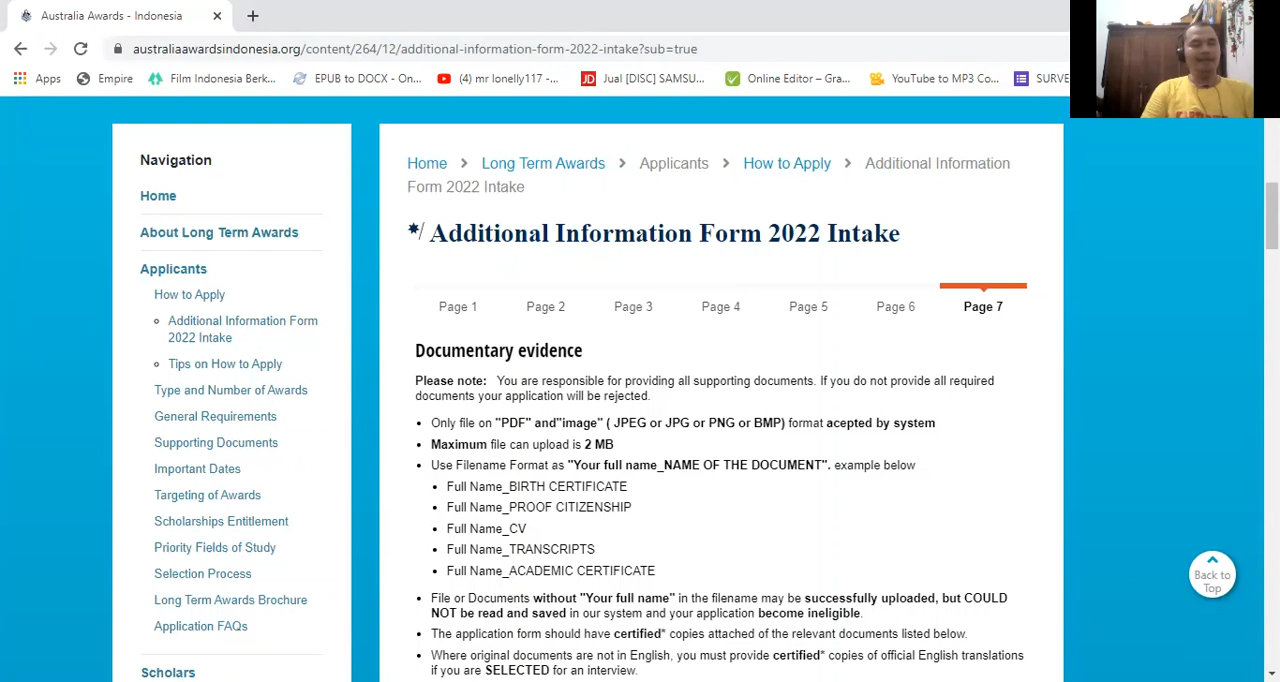 Australia Awards - Indonesia
australiaawardsindonesia.org/content/264/12/additional-information-form-2022-intake?sub=true
Apps
Empire
Film Indonesia Berk...
EPUB to DOCX - On...
(4) mr lonelly117 -...
Jual [DISC] SAMSU...
Online Editor – Gra...
YouTube to MP3 Co...
SURVE
Navigation
Home
About Long Term Awards
Applicants
How to Apply
Additional Information Form
2022 Intake
Tips on How to Apply
Type and Number of Awards
General Requirements
Supporting Documents
Important Dates
Targeting of Awards
Scholarships Entitlement
Priority Fields of Study
Selection Process
Long Term Awards Brochure
Application FAQs
Scholars
Home > Long Term Awards > Applicants > How to Apply > Additional Information
Form 2022 Intake
*/ Additional Information Form 2022 Intake
Page 1 Page 2 Page 3 Page 4 Page 5 Page 6 Page 7
Documentary evidence
Please note: You are responsible for providing all supporting documents. If you do not provide all required
documents your application will be rejected.
• Only file on "PDF" and"image" ( JPEG or JPG or PNG or BMP) format acepted by system
• Maximum file can upload is 2 MB
• Use Filename Format as "Your full name_NAME OF THE DOCUMENT". example below
• Full Name_BIRTH CERTIFICATE
• Full Name_PROOF CITIZENSHIP
• Full Name_CV
• Full Name_TRANSCRIPTS
• Full Name_ACADEMIC CERTIFICATE
• File or Documents without "Your full name" in the filename may be successfully uploaded, but COULD
NOT be read and saved in our system and your application become ineligible.
• The application form should have certified* copies attached of the relevant documents listed below.
• Where original documents are not in English, you must provide certified* copies of official English translations
if you are SELECTED for an interview.
Back to
Top